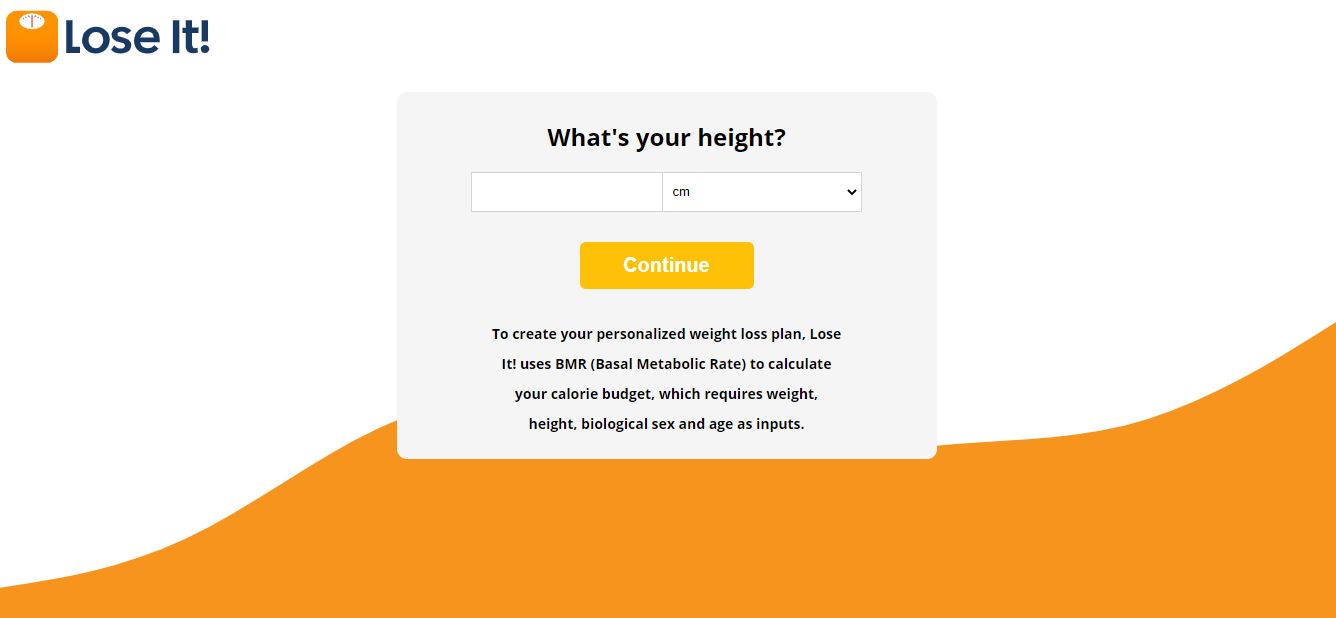 Lose It!
What's your height?
cm
Continue
To create your personalized weight loss plan, Lose
It! uses BMR (Basal Metabolic Rate) to calculate
your calorie budget, which requires weight,
height, biological sex and age as inputs.